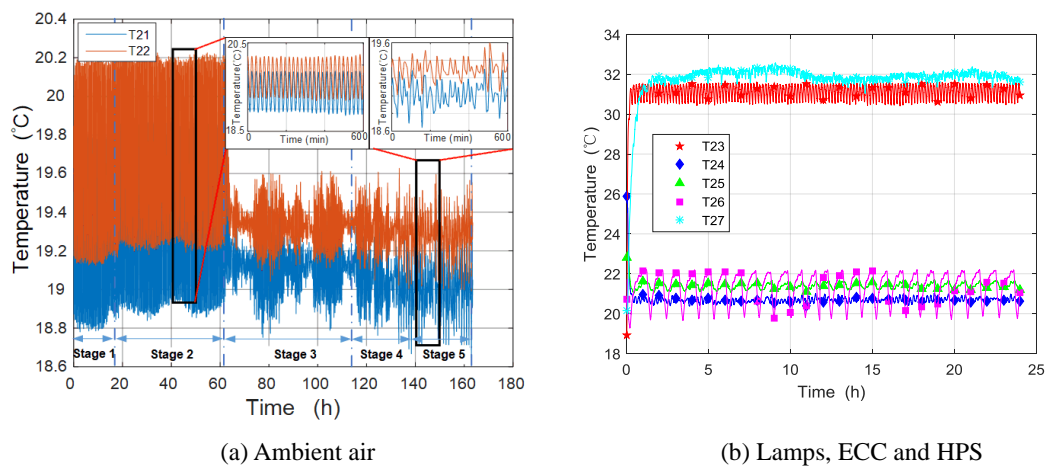 20.4
20.2
20
19.8
19.6
19.4
19.2
19
18.8
18.6
Temperature (°C)
T21
T22
20.5
18.5
Temperature(°C)
0
600
Time (min)
19.6
18.6
Temperature(°C)
0
600
Time (min)
Stage 1
Stage 2
Stage 3
Stage 4
Stage 5
0 20 40 60 80 100 120 140 160 180
Time (h)
(a) Ambient air
34
32
30
28
26
24
22
20
18
Temperature (℃)
T23
T24
T25
T26
T27
0 5 10 15 20 25
Time (h)
(b) Lamps, ECC and HPS